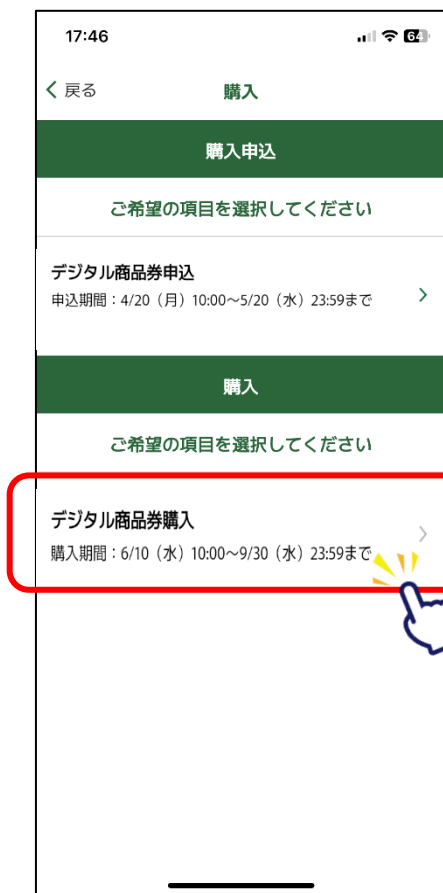 17:46
64
戻る
購入
購入申込
ご希望の項目を選択してください
デジタル商品券申込
申込期間：4/20（月）10:00～5/20（水）23:59まで
購入
ご希望の項目を選択してください
デジタル商品券購入
購入期間：6/10（水）10:00～9/30（水）23:59まで